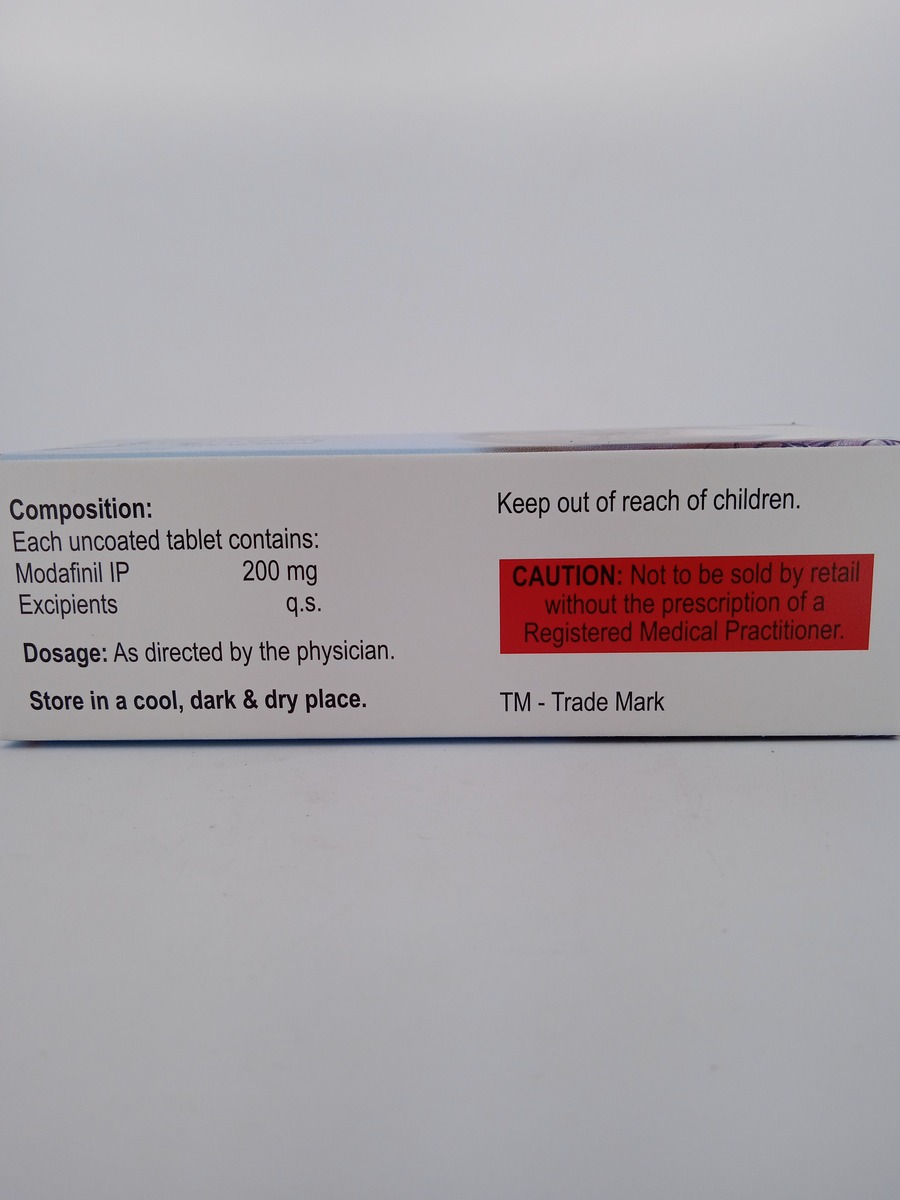 Composition:
Each uncoated tablet contains:
Modafinil IP 200 mg
Excipients q.s.
Dosage: As directed by the physician.
Store in a cool, dark & dry place.
Keep out of reach of children.
CAUTION: Not to be sold by retail
without the prescription of a
Registered Medical Practitioner.
TM - Trade Mark